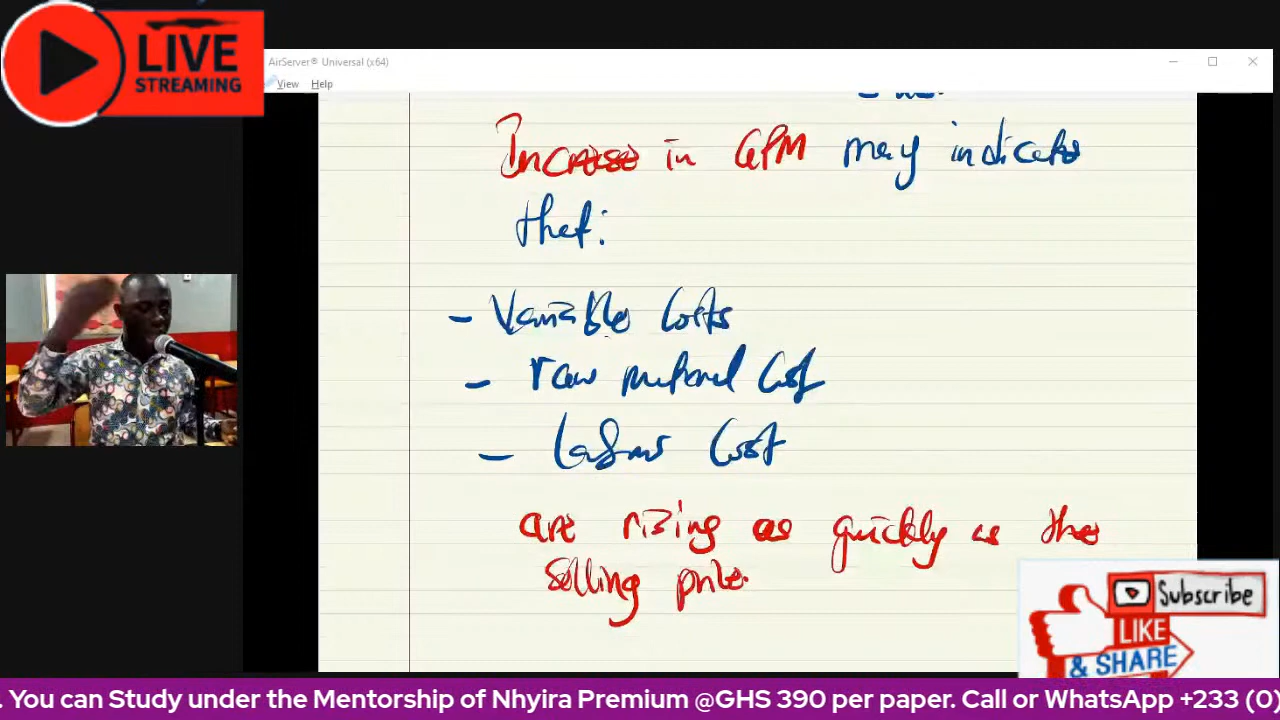 LIVE
STREAMING
AirServer® Universal (x64)
View Help
Increase in GPM may indicate
that:
- Variable Costs
- raw material Cost
- Labour Cost
are rising as quickly as the
selling price.
Subscribe
LIKE
& SHARE
. You can Study under the Mentorship of Nhyira Premium @GHS 390 per paper. Call or WhatsApp +233 (0)